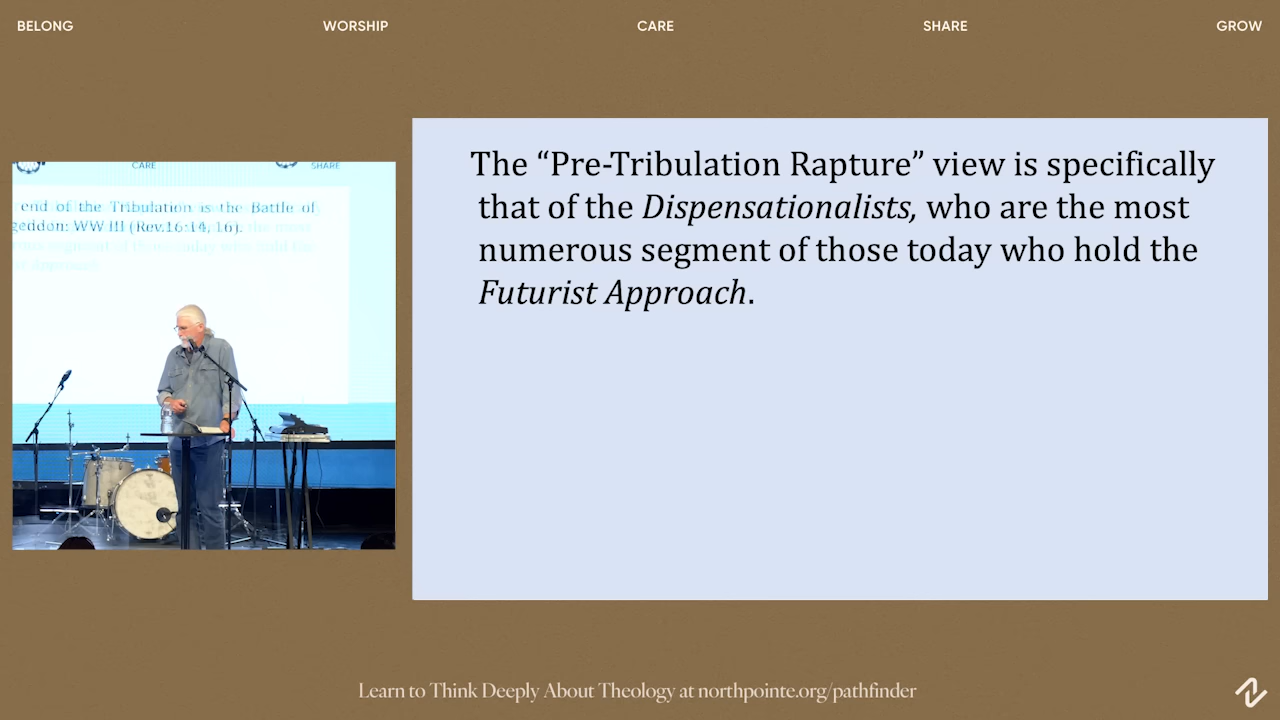 BELONG WORSHIP CARE SHARE GROW
CARE SHARE
end of the Tribulation is the Battle of
geddon: WW III (Rev.16:14, 16).
The “Pre-Tribulation Rapture” view is specifically
that of the Dispensationalists, who are the most
numerous segment of those today who hold the
Futurist Approach.
Learn to Think Deeply About Theology at northpointe.org/pathfinder